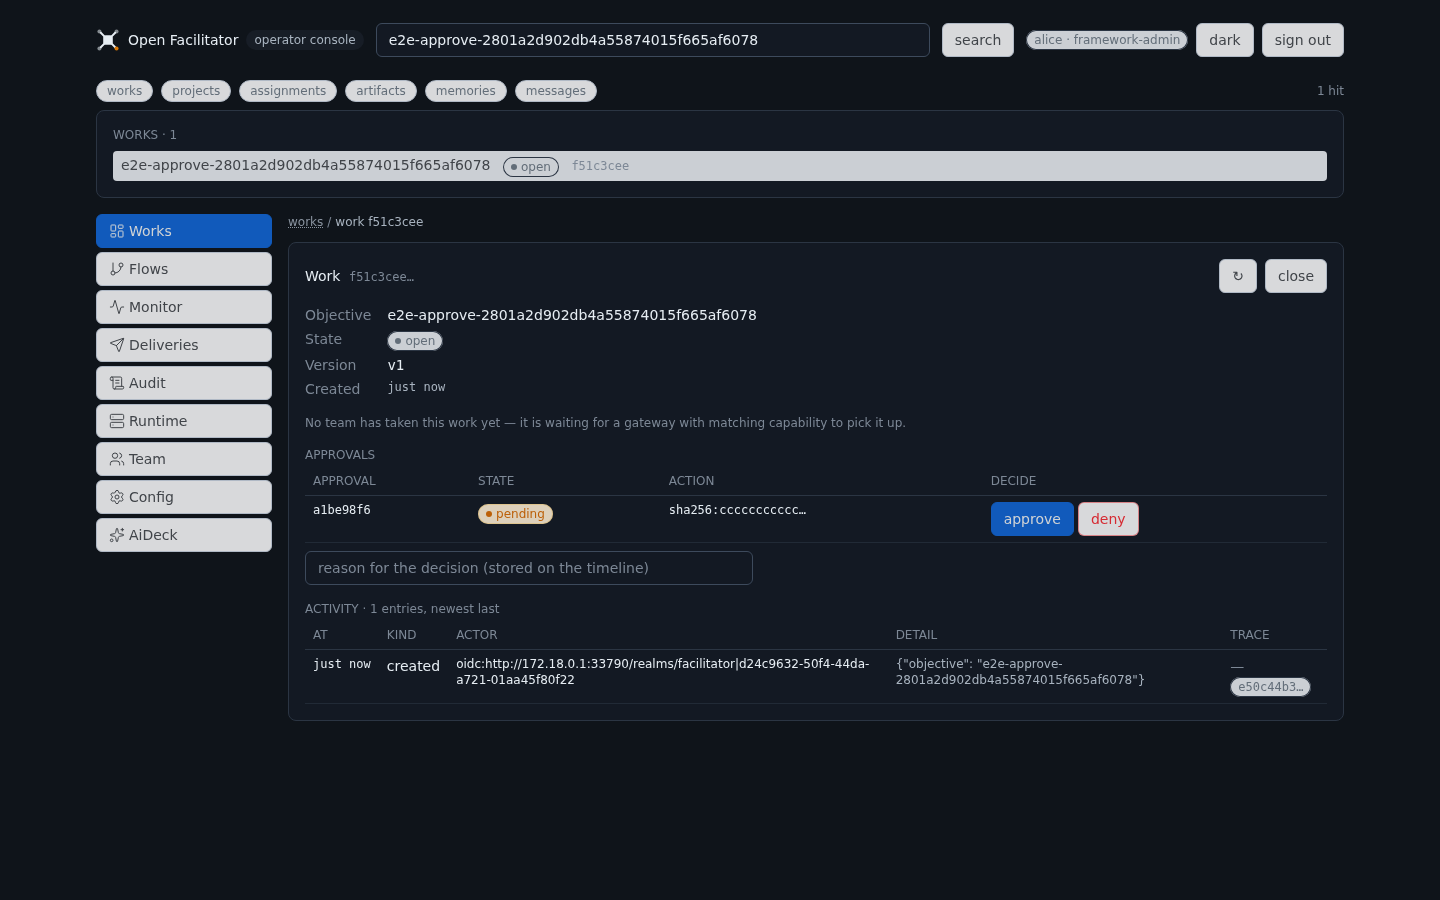 Open Facilitator operator console e2e-approve-2801a2d902db4a55874015f665af6078 search alice · framework-admin dark sign out
works projects assignments artifacts memories messages 1 hit
WORKS · 1
e2e-approve-2801a2d902db4a55874015f665af6078 open f51c3cee
Works
Flows
Monitor
Deliveries
Audit
Runtime
Team
Config
AiDeck
works / work f51c3cee
Work f51c3cee… ↻ close
Objective e2e-approve-2801a2d902db4a55874015f665af6078
State open
Version v1
Created just now
No team has taken this work yet — it is waiting for a gateway with matching capability to pick it up.
APPROVALS
APPROVAL STATE ACTION DECIDE
a1be98f6 pending sha256:ccccccccccc… approve deny
reason for the decision (stored on the timeline)
ACTIVITY · 1 entries, newest last
AT KIND ACTOR DETAIL TRACE
just now created oidc:http://172.18.0.1:33790/realms/facilitator|d24c9632-50f4-44da- {"objective": "e2e-approve- —
a721-01aa45f80f22 2801a2d902db4a55874015f665af6078"} e50c44b3…